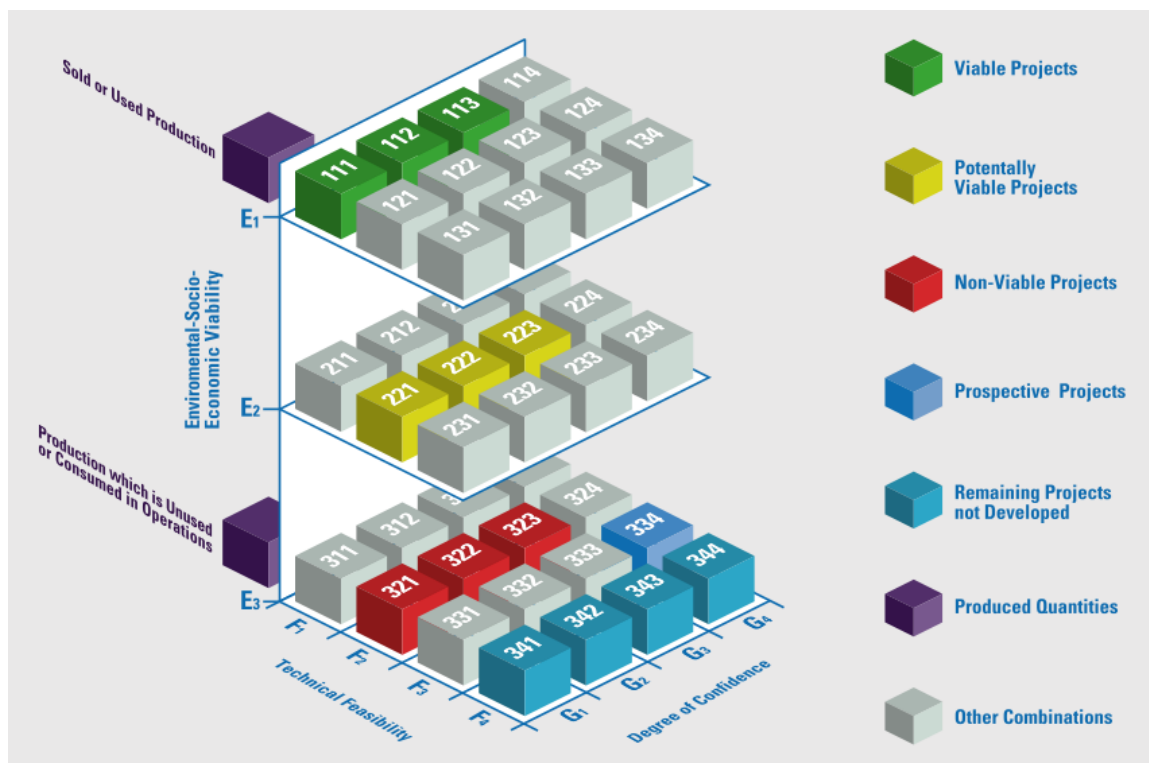 Sold or Used Production
114
113
124
112
123
134
111
122
133
121
132
131
E1
Enviromental-Socio-
Economic Viability
224
212
223
234
211
222
233
221
232
231
E2
Production which is Unused
or Consumed in Operations
324
312
323
334
311
322
333
344
321
332
343
331
342
341
E3
F1
F2
F3
F4
G1
G2
G3
G4
Technical Feasibility
Degree of Confidence
Viable Projects
Potentially
Viable Projects
Non-Viable Projects
Prospective Projects
Remaining Projects
not Developed
Produced Quantities
Other Combinations